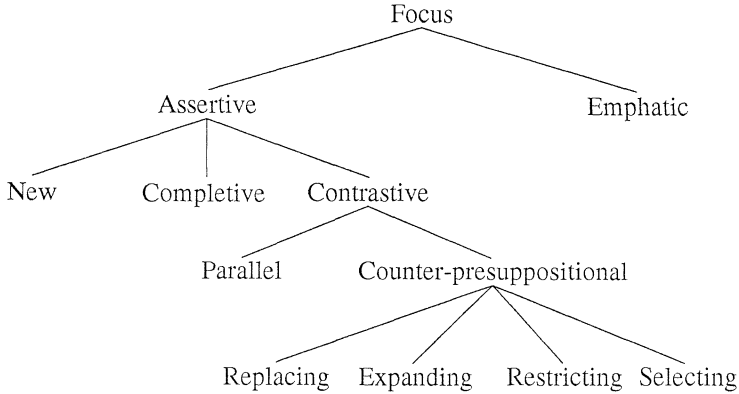 Focus
Assertive Emphatic
New Completive Contrastive
Parallel Counter-presuppositional
Replacing Expanding Restricting Selecting